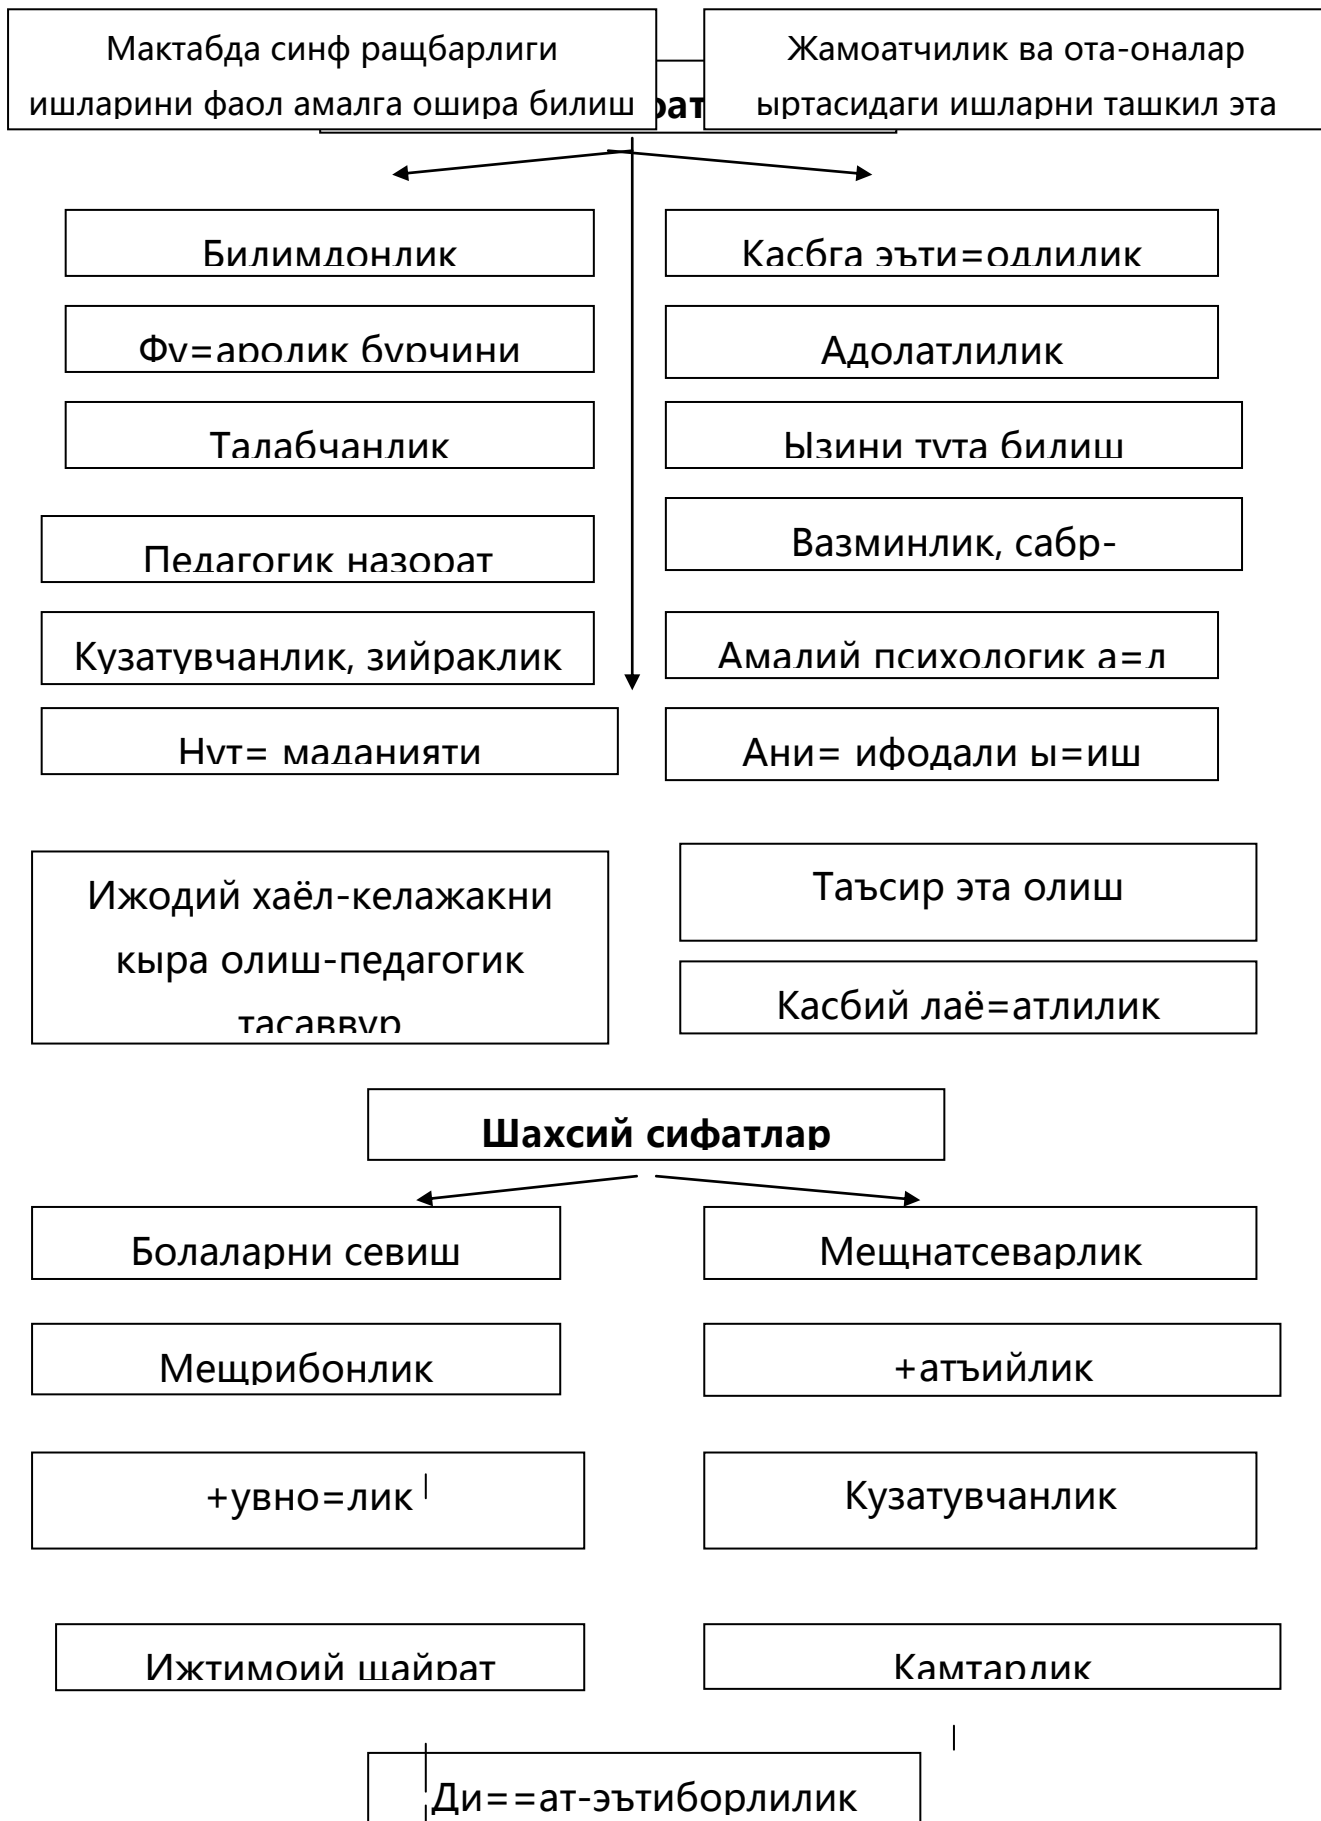 Мактабда синф ращбарлиги
ишларини фаол амалга ошира билиш
Жамоатчилик ва ота-оналар
ыртасидаги ишларни ташкил эта
Билимдонлик
Касбга эъти=одлилик
Фу=аролик бурчини
Адолатлилик
Талабчанлик
Ызини тута билиш
Педагогик назорат
Вазминлик, сабр-
Кузатувчанлик, зийраклик
Амалий психологик а=л
Нут= маданияти
Ани= ифодали ы=иш
Ижодий хаёл-келажакни
кыра олиш-педагогик
тасаввур
Таъсир эта олиш
Касбий лаё=атлилик
Шахсий сифатлар
Болаларни севиш
Мещнатсеварлик
Мещрибонлик
+атъийлик
+увно=лик
Кузатувчанлик
Ижтимоий щайрат
Камтарлик
Ди==ат-эътиборлилик